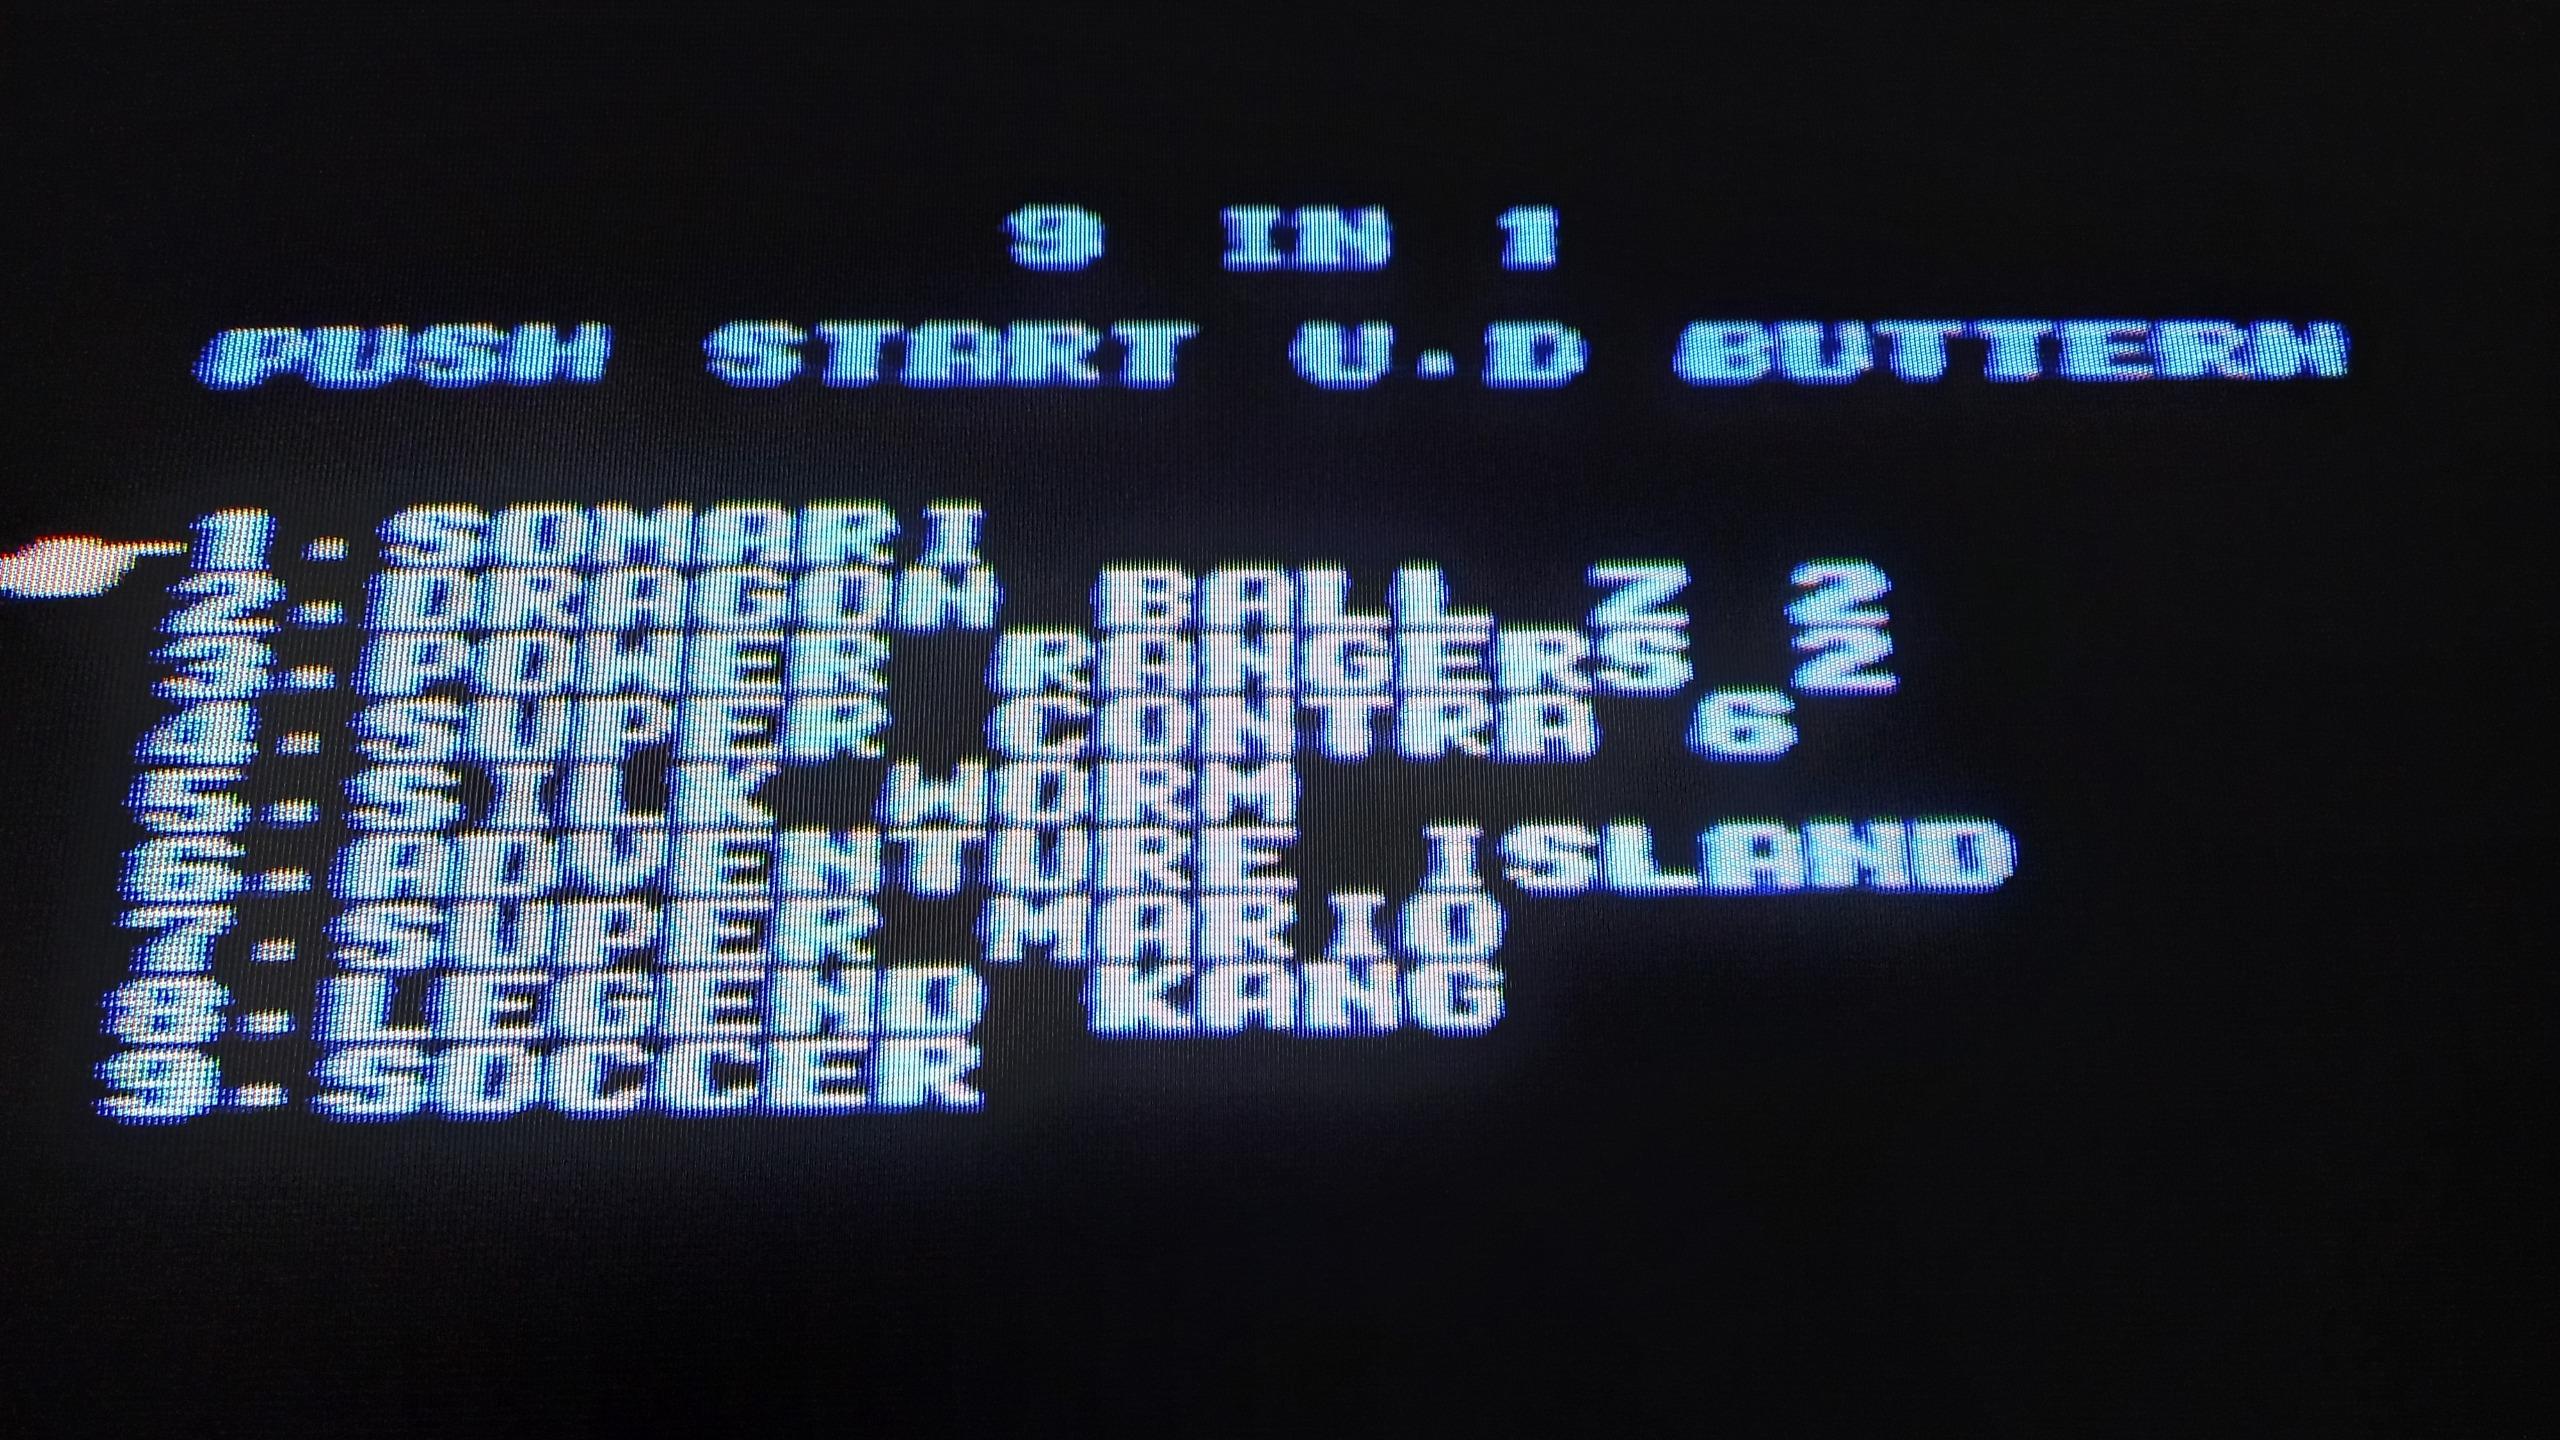 9 IN 1
PUSH START U.D BUTTERN
1. SOMARI
2. DRAGON BALL Z 2
3. POWER RANGERS 2
4. SUPER CONTRA 6
5. SILK WORM
6. ADVENTURE ISLAND
7. SUPER MARIO
8. LEGEND KANG
9. SOCCER